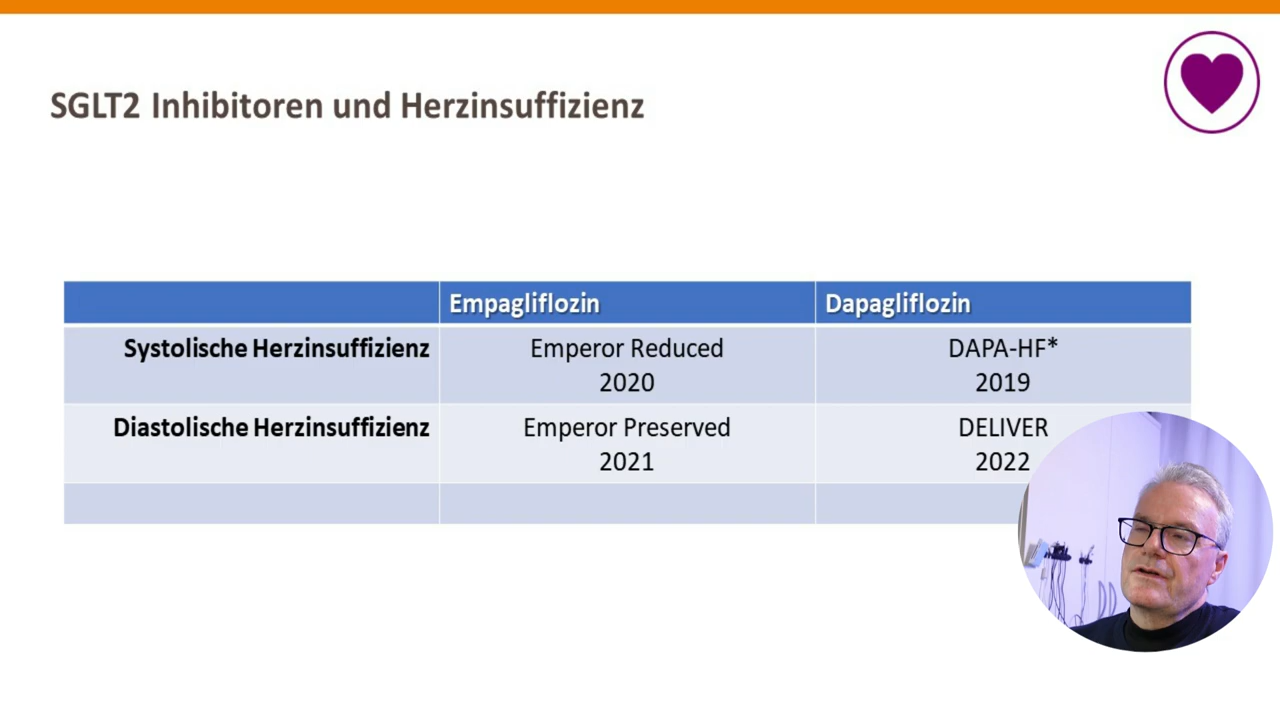 SGLT2 Inhibitoren und Herzinsuffizienz
Empagliflozin
Dapagliflozin
Systolische Herzinsuffizienz
Emperor Reduced
2020
DAPA-HF*
2019
Diastolische Herzinsuffizienz
Emperor Preserved
2021
DELIVER
2022